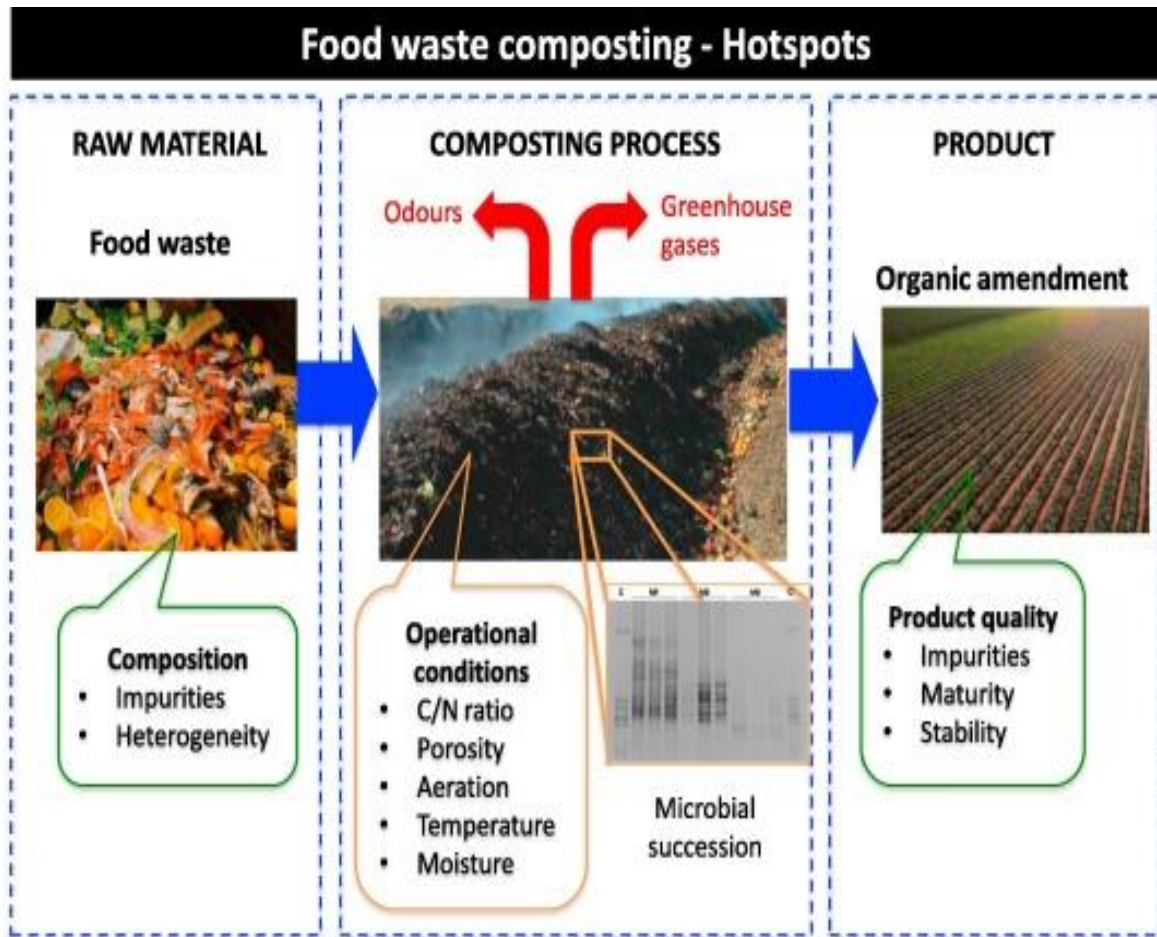 Food waste composting - Hotspots
RAW MATERIAL
Food waste
Composition
• Impurities
• Heterogeneity
COMPOSTING PROCESS
Odours
Greenhouse
gases
Operational
conditions
• C/N ratio
• Porosity
• Aeration
• Temperature
• Moisture
Microbial
succession
PRODUCT
Organic amendment
Product quality
• Impurities
• Maturity
• Stability